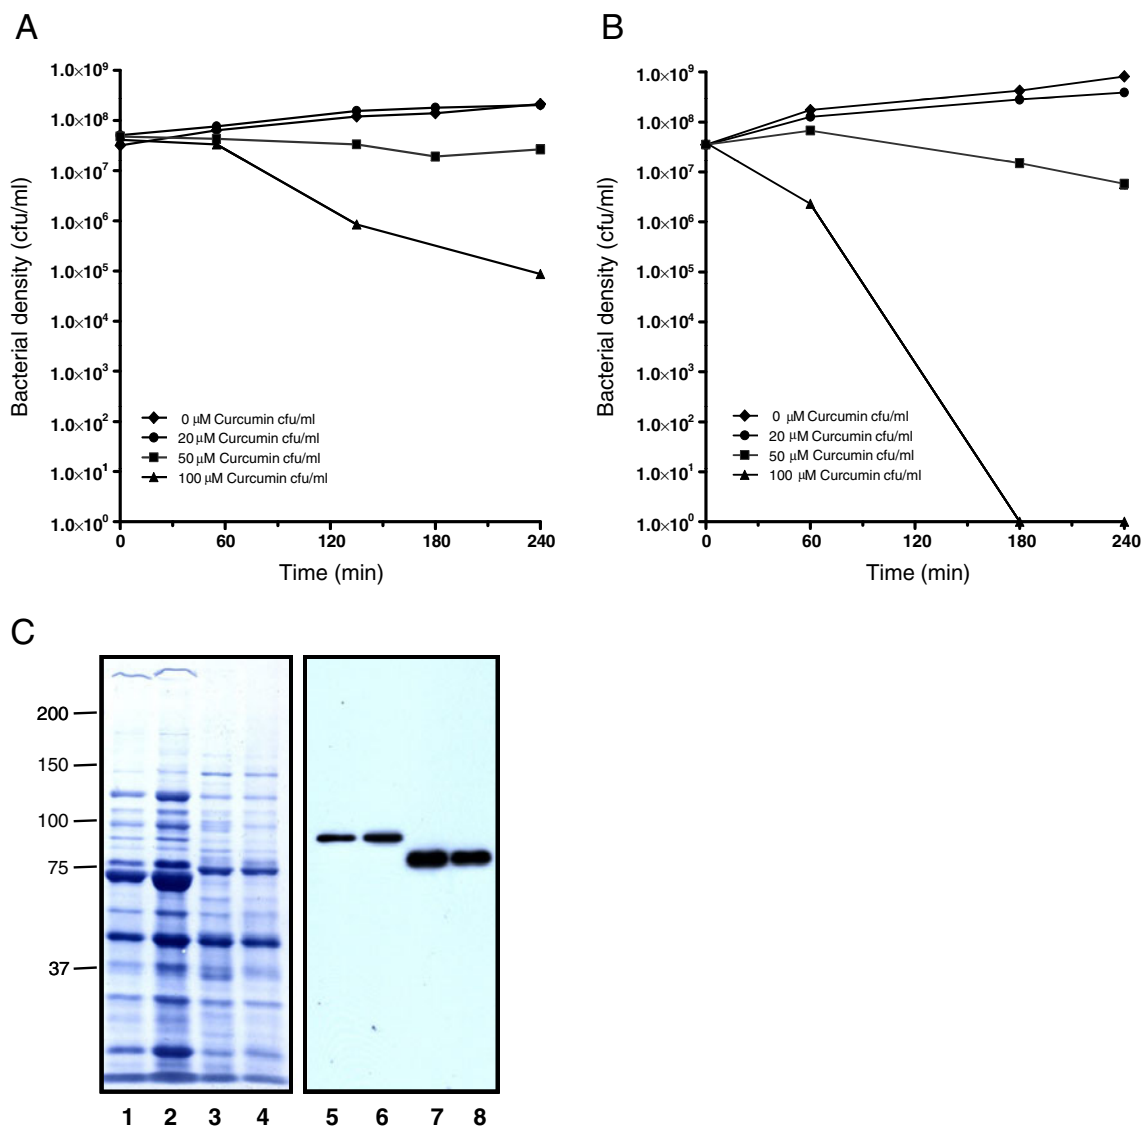 A
1.0×10⁹
1.0×10⁸
1.0×10⁷
1.0×10⁶
1.0×10⁵
1.0×10⁴
1.0×10³
1.0×10²
1.0×10¹
1.0×10⁰
Bacterial density (cfu/ml)
0 µM Curcumin cfu/ml
20 µM Curcumin cfu/ml
50 µM Curcumin cfu/ml
100 µM Curcumin cfu/ml
0 60 120 180 240
Time (min)
B
1.0×10⁹
1.0×10⁸
1.0×10⁷
1.0×10⁶
1.0×10⁵
1.0×10⁴
1.0×10³
1.0×10²
1.0×10¹
1.0×10⁰
Bacterial density (cfu/ml)
0 µM Curcumin cfu/ml
20 µM Curcumin cfu/ml
50 µM Curcumin cfu/ml
100 µM Curcumin cfu/ml
0 60 120 180 240
Time (min)
C
200
150
100
75
37
1 2 3 4 5 6 7 8